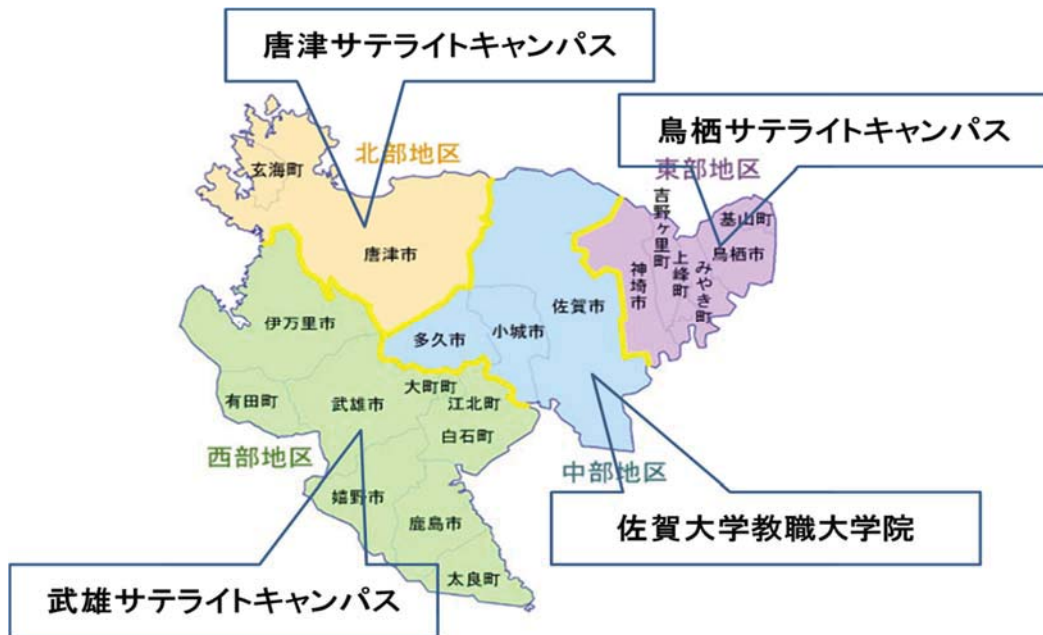 唐津サテライトキャンパス
鳥栖サテライトキャンパス
北部地区
東部地区
玄海町
吉野ヶ里町
基山町
唐津市
鳥栖市
上峰町
みやき町
神埼市
佐賀市
伊万里市
小城市
多久市
大町町
有田町
武雄市
江北町
白石町
西部地区
中部地区
嬉野市
鹿島市
佐賀大学教職大学院
太良町
武雄サテライトキャンパス